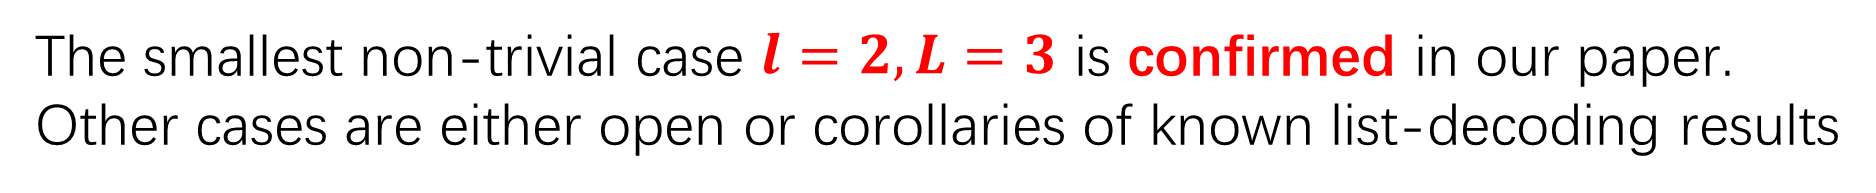 The smallest non-trivial case l = 2, L = 3 is confirmed in our paper.
Other cases are either open or corollaries of known list-decoding results